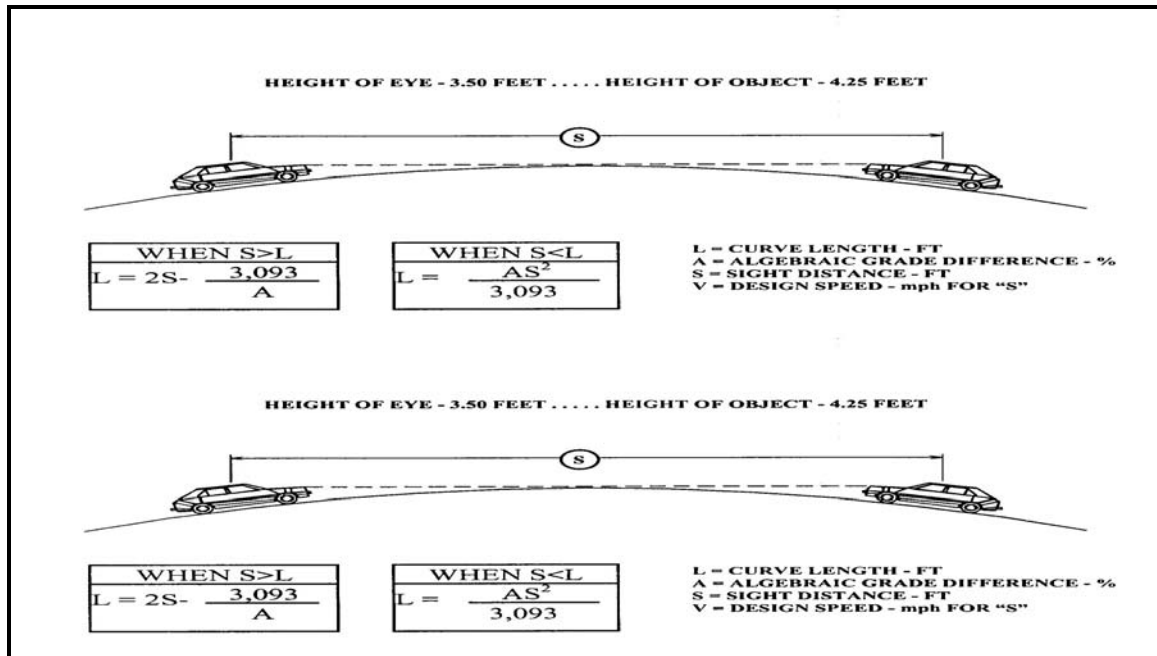 HEIGHT OF EYE - 3.50 FEET ..... HEIGHT OF OBJECT - 4.25 FEET
S
WHEN S>L
L = 2S- 3,093
A
WHEN S<L
L = AS²
3,093
L = CURVE LENGTH - FT
A = ALGEBRAIC GRADE DIFFERENCE - %
S = SIGHT DISTANCE - FT
V = DESIGN SPEED - mph FOR "S"
HEIGHT OF EYE - 3.50 FEET ..... HEIGHT OF OBJECT - 4.25 FEET
S
WHEN S>L
L = 2S- 3,093
A
WHEN S<L
L = AS²
3,093
L = CURVE LENGTH - FT
A = ALGEBRAIC GRADE DIFFERENCE - %
S = SIGHT DISTANCE - FT
V = DESIGN SPEED - mph FOR "S"